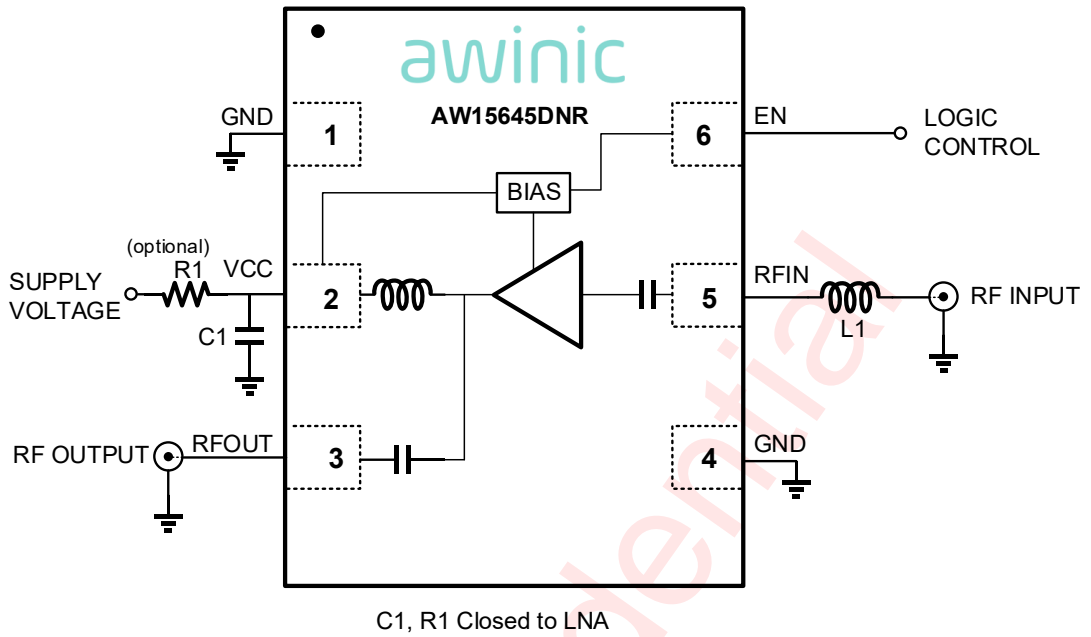 awinic
AW15645DNR
GND
1
6
EN
LOGIC
CONTROL
BIAS
(optional)
R1
VCC
SUPPLY
VOLTAGE
2
5
RFIN
RF INPUT
C1
L1
RF OUTPUT
RFOUT
3
4
GND
dential
C1, R1 Closed to LNA